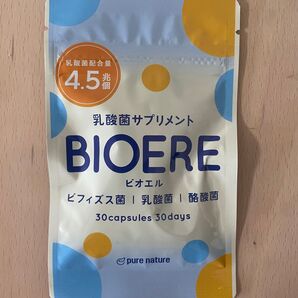 乳酸菌配合量
4.5兆個
乳酸菌サプリメント
BIOERE
ビオエル
ビフィズス菌 | 乳酸菌 | 酪酸菌
30capsules 30days
pure nature